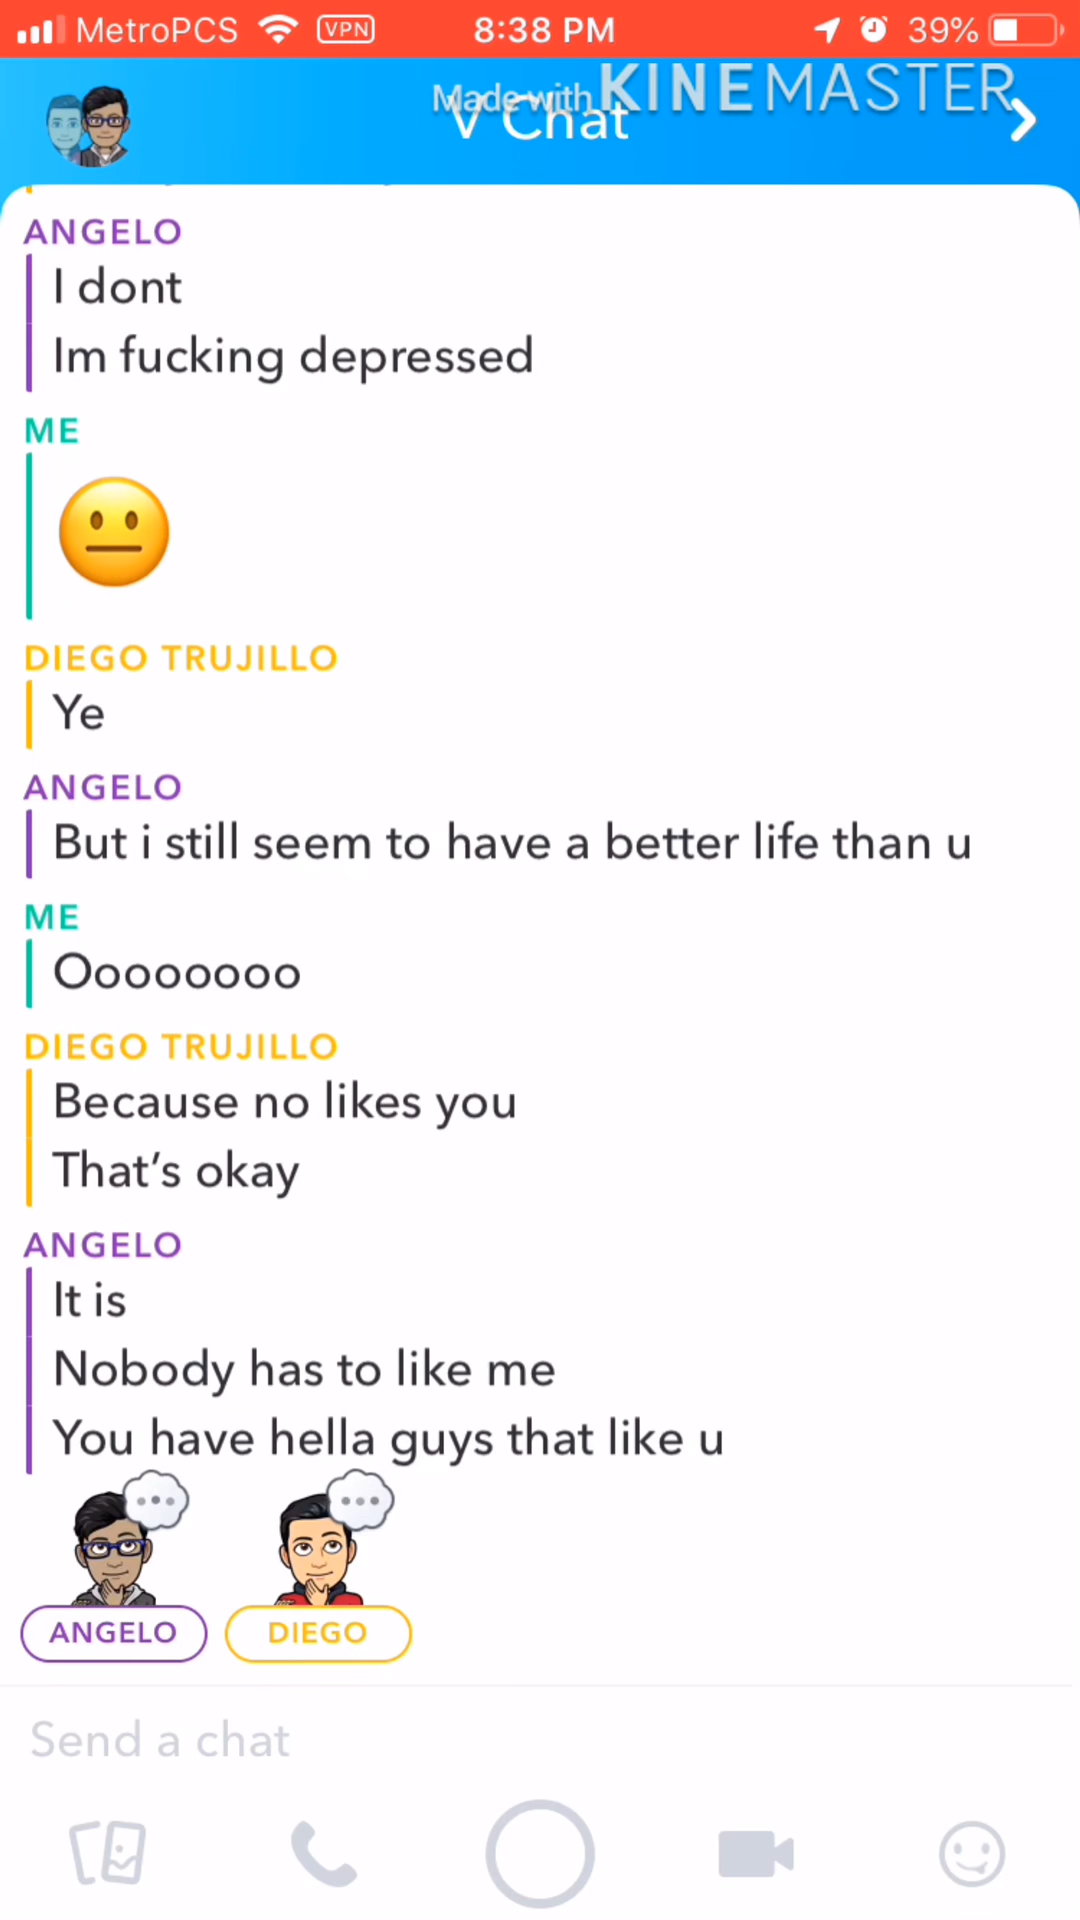 MetroPCS VPN 8:38 PM 39%
Made with KINEMASTER
V Chat
ANGELO
I dont
Im fucking depressed
ME
DIEGO TRUJILLO
Ye
ANGELO
But i still seem to have a better life than u
ME
Oooooooo
DIEGO TRUJILLO
Because no likes you
That's okay
ANGELO
It is
Nobody has to like me
You have hella guys that like u
ANGELO DIEGO
Send a chat